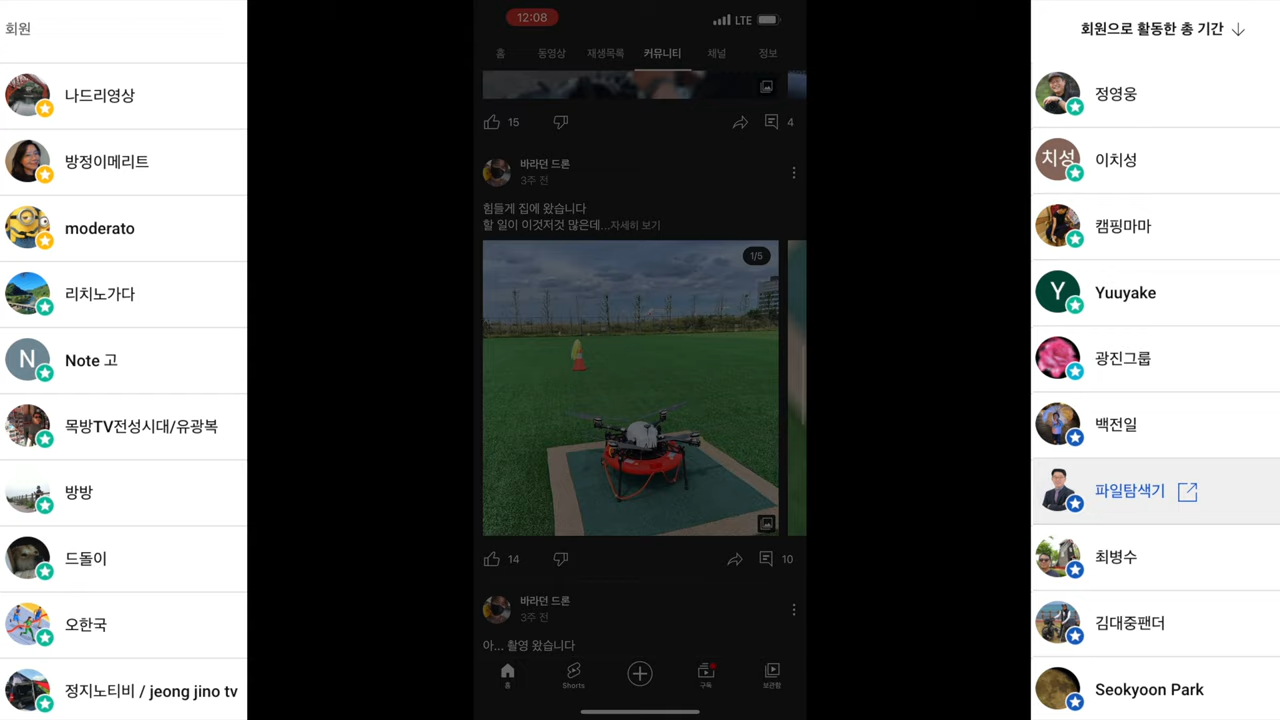 회원
나드리영상
방정이메리트
moderato
리치노가다
N
Note 고
목방TV전성시대/유광복
방방
드돌이
오한국
정지노티비 / jeong jino tv
12:08
LTE
홈
동영상
재생목록
커뮤니티
채널
정보
15
4
바라던 드론
3주 전
힘들게 집에 왔습니다
할 일이 이것저것 많은데...자세히 보기
1/5
14
10
바라던 드론
3주 전
아... 촬영 왔습니다
홈
Shorts
구독
보관함
회원으로 활동한 총 기간
정영웅
치성
이치성
캠핑마마
Y
Yuuyake
광진그룹
백전일
파일탐색기
최병수
김대중팬더
Seokyoon Park